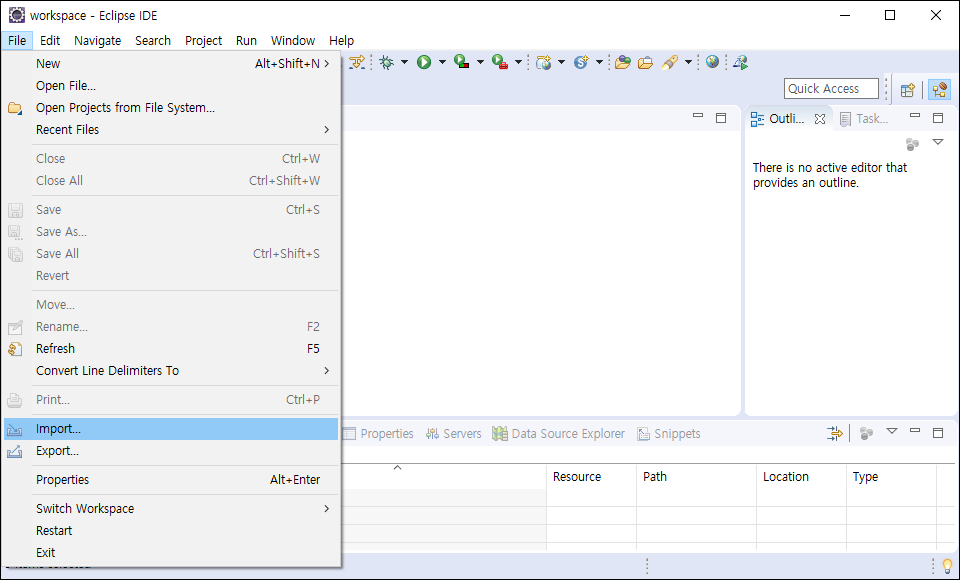 workspace - Eclipse IDE
File Edit Navigate Search Project Run Window Help
New Alt+Shift+N
Open File...
Open Projects from File System...
Recent Files
Close Ctrl+W
Close All Ctrl+Shift+W
Save Ctrl+S
Save As...
Save All Ctrl+Shift+S
Revert
Move...
Rename... F2
Refresh F5
Convert Line Delimiters To
Print... Ctrl+P
Import...
Export...
Properties Alt+Enter
Switch Workspace
Restart
Exit
Quick Access
Outli... Task...
There is no active editor that
provides an outline.
Properties Servers Data Source Explorer Snippets
Resource Path Location Type